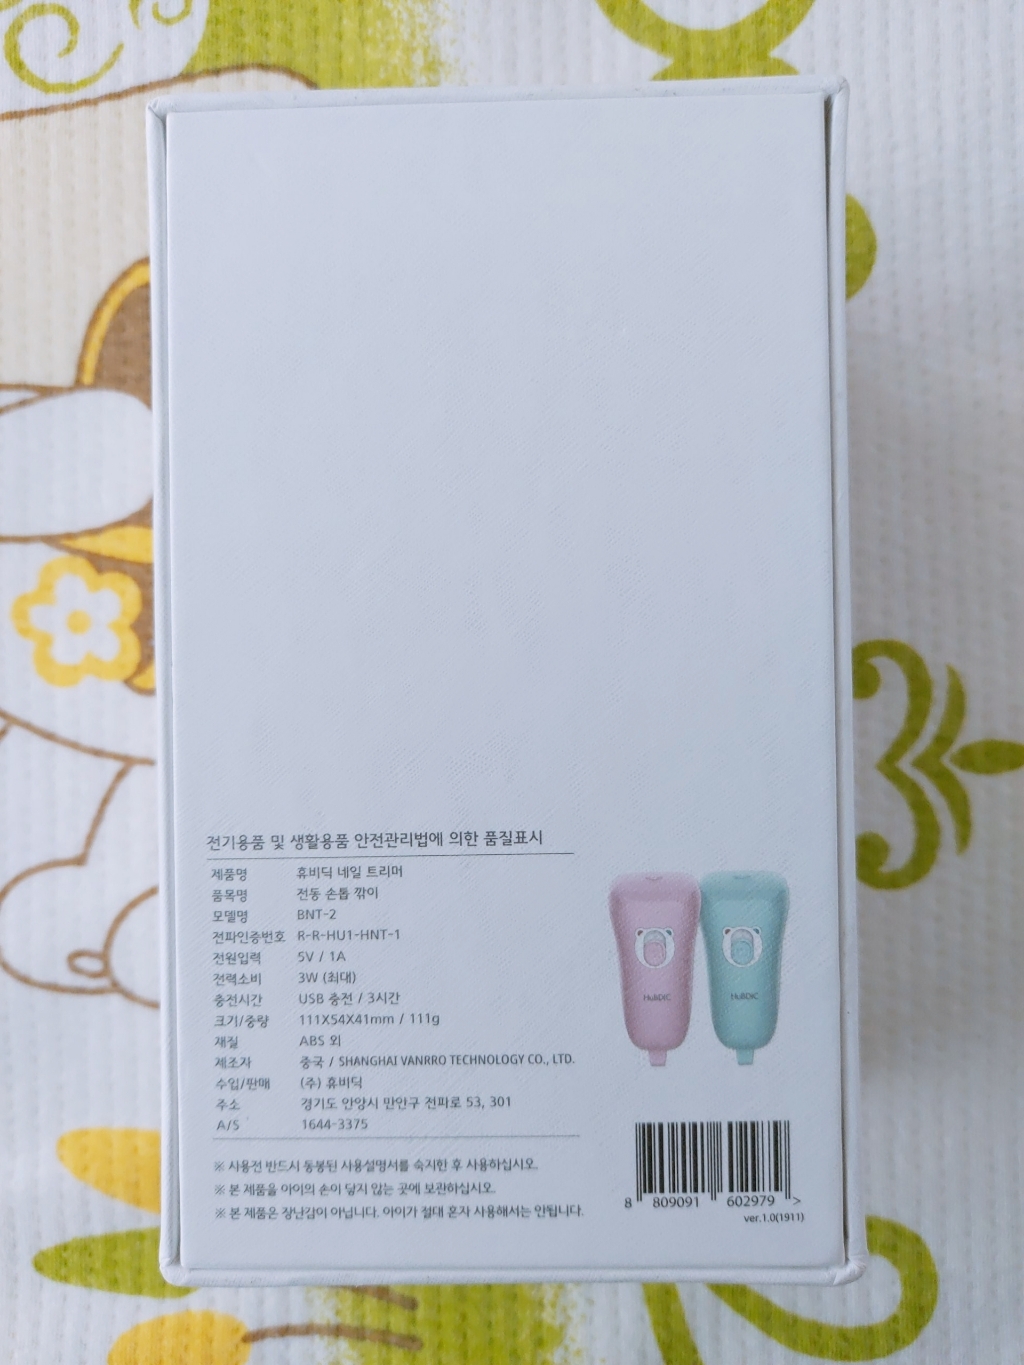 전기용품 및 생활용품 안전관리법에 의한 품질표시
제품명 휴비딕 네일 트리머
품목명 전동 손톱 깎이
모델명 BNT-2
전파인증번호 R-R-HU1-HNT-1
전원입력 5V / 1A
전력소비 3W (최대)
충전시간 USB 충전 / 3시간
크기/중량 111X54X41mm / 111g
재질 ABS 외
제조자 중국 / SHANGHAI VANRRO TECHNOLOGY CO., LTD.
수입/판매 (주) 휴비딕
주소 경기도 안양시 만안구 전파로 53, 301
A/S 1644-3375
※ 사용전 반드시 동봉된 사용설명서를 숙지한 후 사용하십시오.
※ 본 제품을 아이의 손이 닿지 않는 곳에 보관하십시오.
※ 본 제품은 장난감이 아닙니다. 아이가 절대 혼자 사용해서는 안됩니다.
HuBDIC HuBDIC
8 809091 602979 >
ver.1.0(1911)